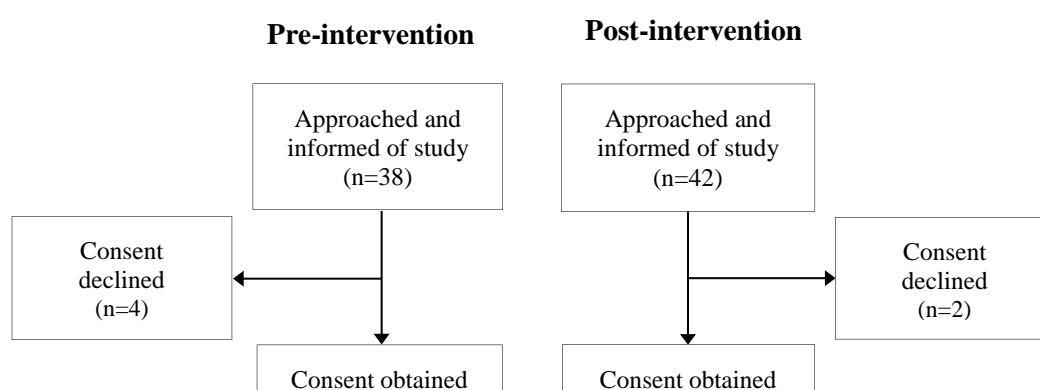 Pre-intervention
Post-intervention
Approached and
informed of study
(n=38)
Approached and
informed of study
(n=42)
Consent
declined
(n=4)
Consent
declined
(n=2)
Consent obtained
Consent obtained